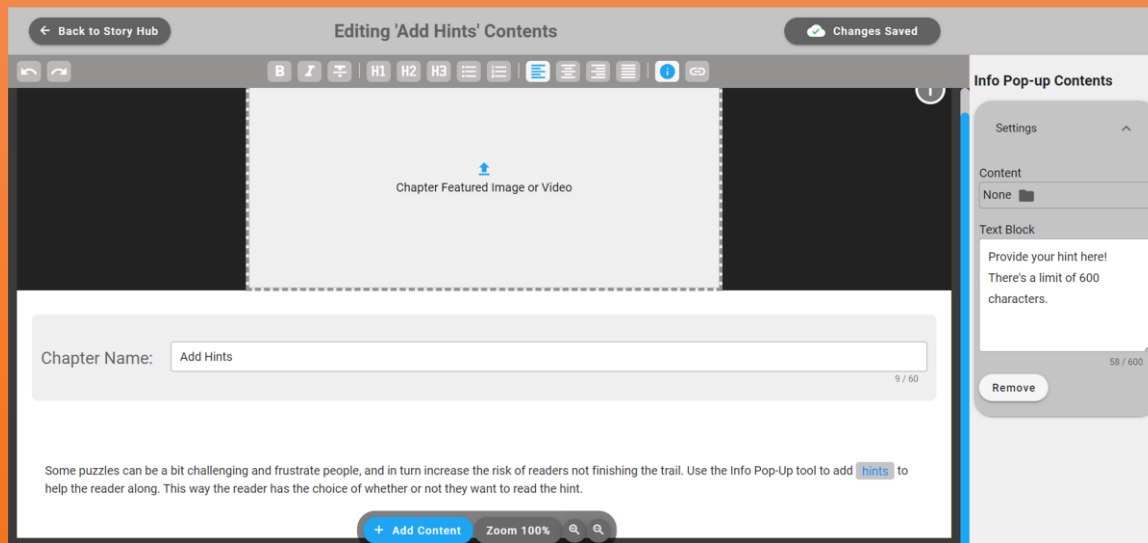 Back to Story Hub
Editing 'Add Hints' Contents
Changes Saved
B I H1 H2 H3
Info Pop-up Contents
Settings
Chapter Featured Image or Video
Content
None
Text Block
Provide your hint here!
There's a limit of 600
characters.
58 / 600
Remove
Chapter Name:
Add Hints
9 / 60
Some puzzles can be a bit challenging and frustrate people, and in turn increase the risk of readers not finishing the trail. Use the Info Pop-Up tool to add hints to
help the reader along. This way the reader has the choice of whether or not they want to read the hint.
+ Add Content
Zoom 100%